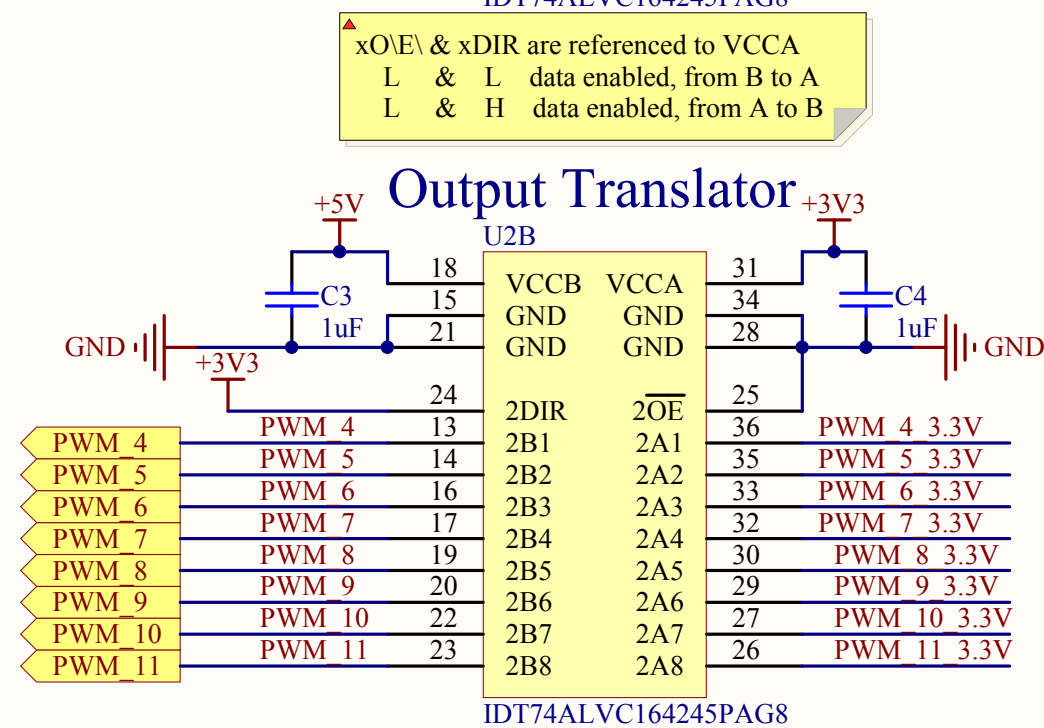 IDT74ALVC164245PAG8
xO\E\ & xDIR are referenced to VCCA
L & L data enabled, from B to A
L & H data enabled, from A to B
Output Translator
+5V
+3V3
U2B
18 VCCB VCCA 31
15 GND GND 34
21 GND GND 28
C3
1uF
C4
1uF
GND
GND
+3V3
24 2DIR 2OE 25
PWM_4 PWM_4 13 2B1 2A1 36 PWM_4_3.3V
PWM_5 PWM_5 14 2B2 2A2 35 PWM_5_3.3V
PWM_6 PWM_6 16 2B3 2A3 33 PWM_6_3.3V
PWM_7 PWM_7 17 2B4 2A4 32 PWM_7_3.3V
PWM_8 PWM_8 19 2B5 2A5 30 PWM_8_3.3V
PWM_9 PWM_9 20 2B6 2A6 29 PWM_9_3.3V
PWM_10 PWM_10 22 2B7 2A7 27 PWM_10_3.3V
PWM_11 PWM_11 23 2B8 2A8 26 PWM_11_3.3V
IDT74ALVC164245PAG8